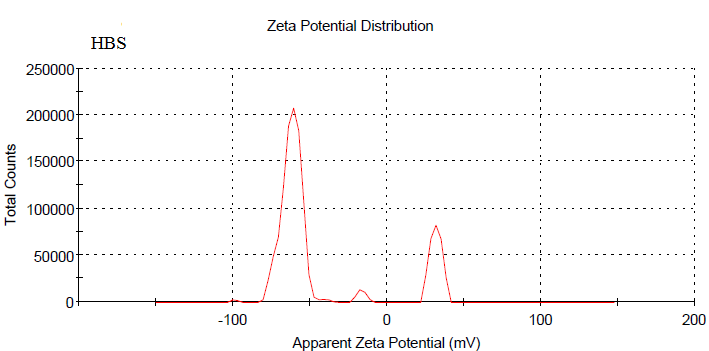 Zeta Potential Distribution
HBS
250000
200000
150000
100000
50000
0
Total Counts
-100 0 100 200
Apparent Zeta Potential (mV)